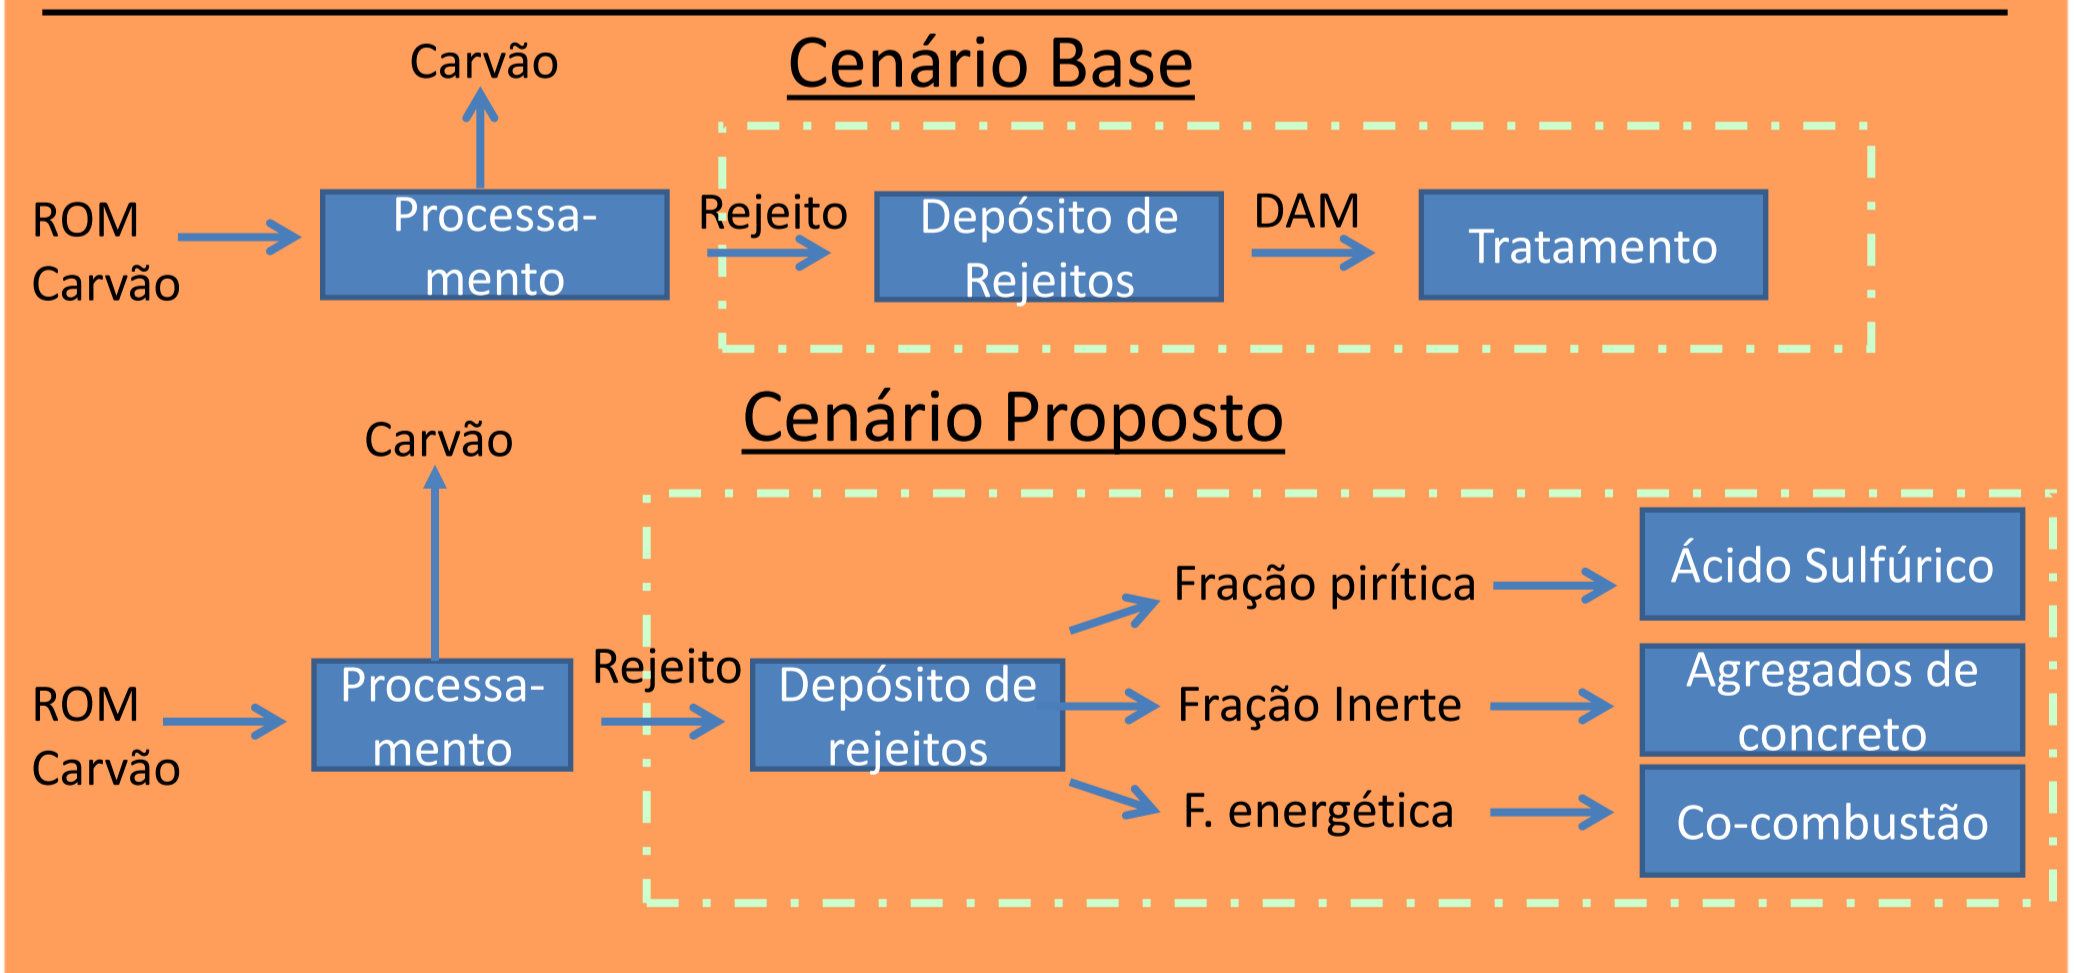 Cenário Base
Carvão
ROM
Carvão
Processa-
mento
Rejeito
Depósito de
Rejeitos
DAM
Tratamento
Cenário Proposto
Carvão
ROM
Carvão
Processa-
mento
Rejeito
Depósito de
rejeitos
Fração pirítica
Ácido Sulfúrico
Fração Inerte
Agregados de
concreto
F. energética
Co-combustão